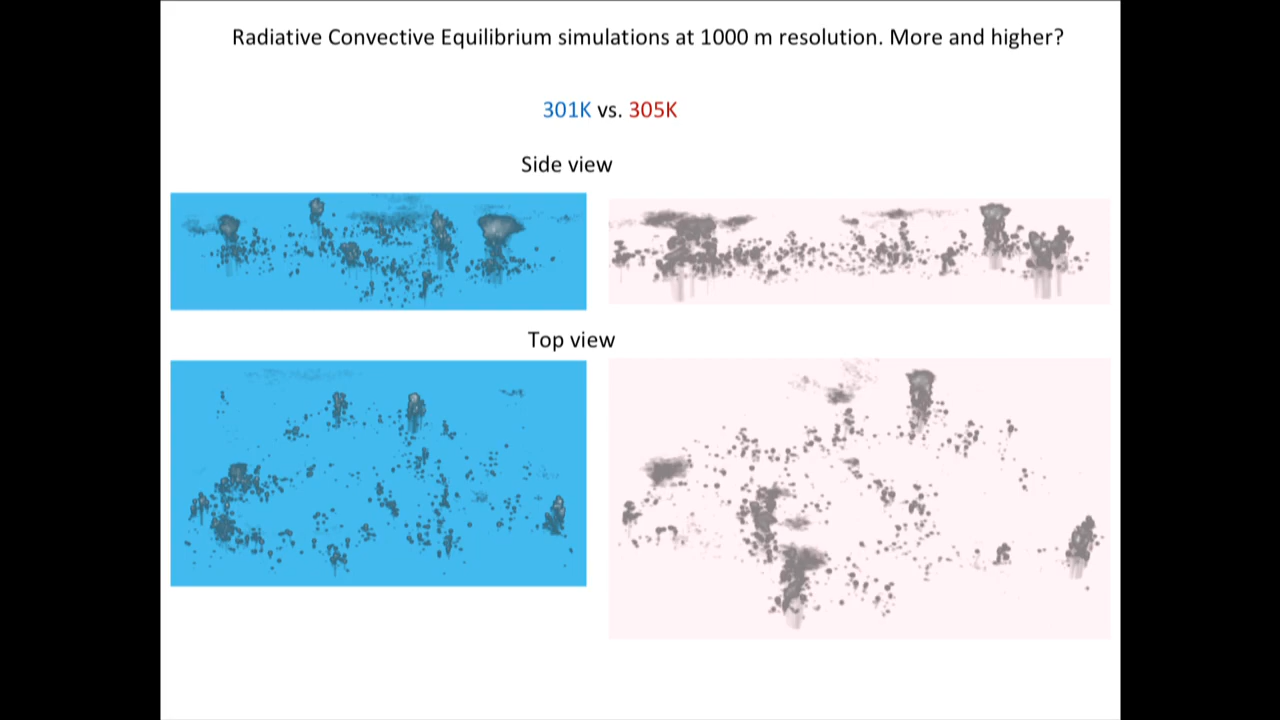 Radiative Convective Equilibrium simulations at 1000 m resolution. More and higher?
301K vs. 305K
Side view
Top view